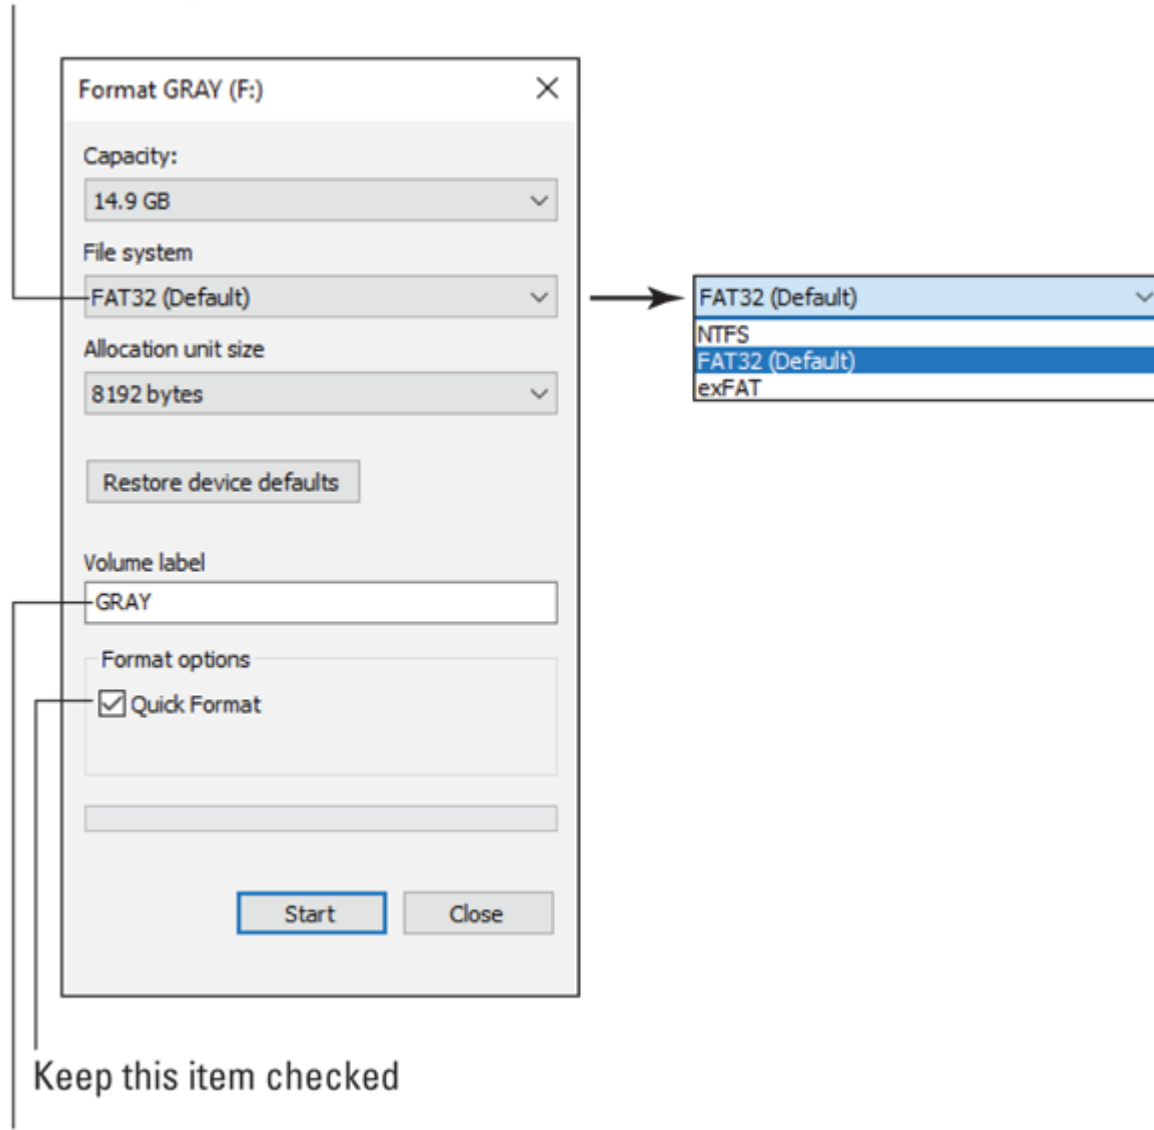 Format GRAY (F:)
Capacity:
14.9 GB
File system
FAT32 (Default)
Allocation unit size
8192 bytes
Restore device defaults
Volume label
GRAY
Format options
Quick Format
Start
Close
FAT32 (Default)
NTFS
FAT32 (Default)
exFAT
Keep this item checked